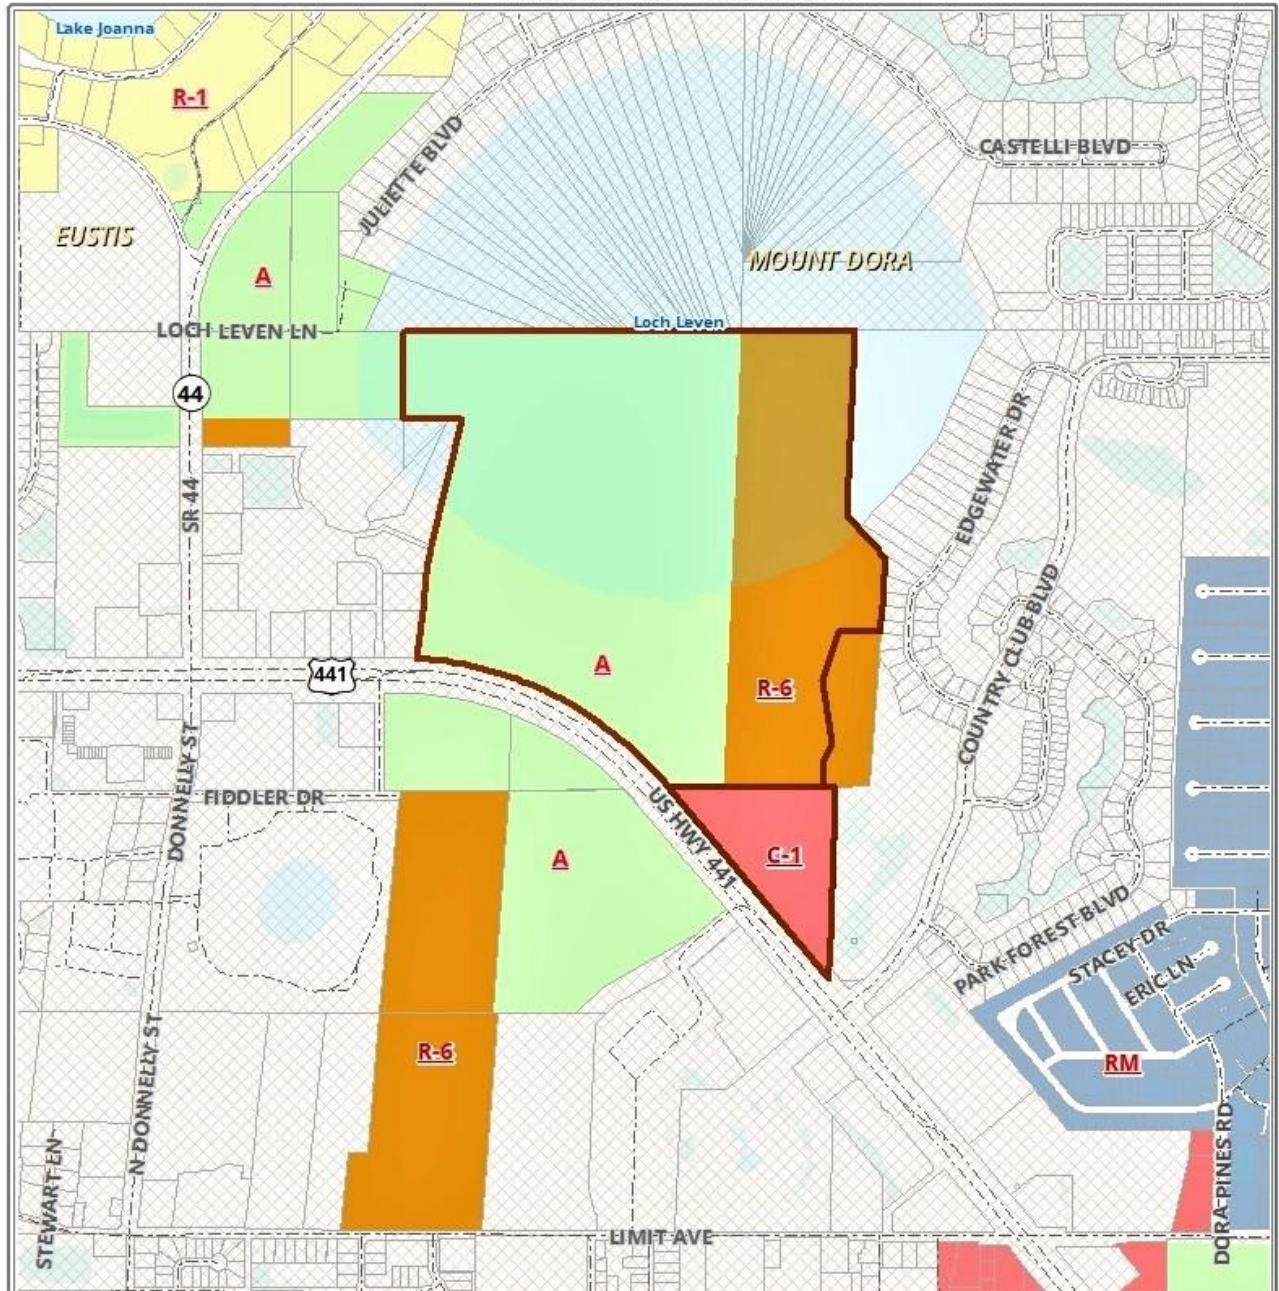 Lake Joanna
R-1
JULIETTE BLVD
CASTELLI BLVD
EUSTIS
MOUNT DORA
A
LOCH LEVEN LN
Loch Leven
44
EDGEWATER DR
SR 44
COUNTRY CLUB BLVD
441
A
R-6
DONNELLY ST
FIDDLER DR
US HWY 441
A
C-1
PARK FOREST BLVD
STACEY DR
ERIC LN
N DONNELLY ST
R-6
RM
STEWART LN
DORA PINES RD
LIMIT AVE